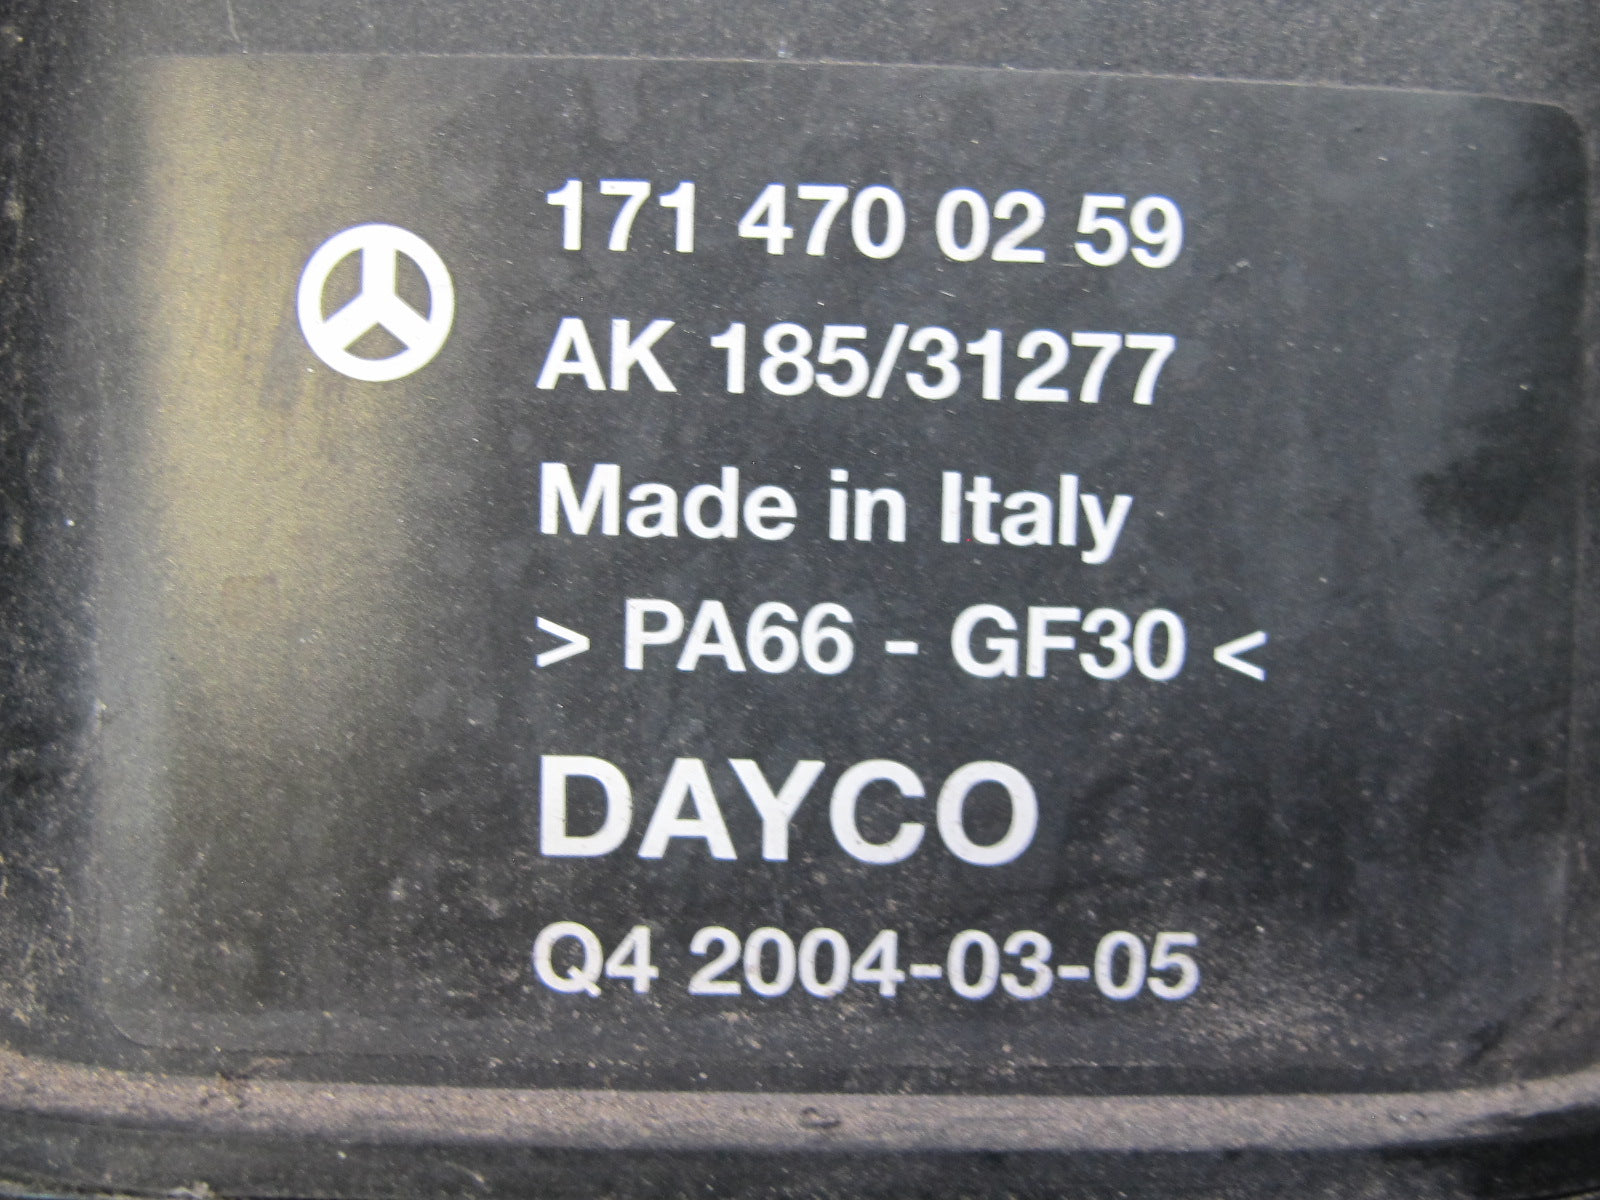 171 470 02 59
AK 185/31277
Made in Italy
> PA66 - GF30 <
DAYCO
Q4 2004-03-05